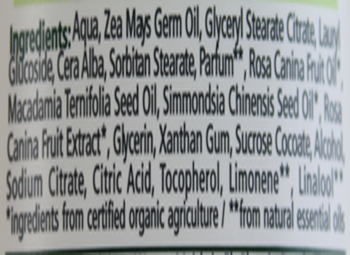 Ingredients: Aqua, Zea Mays Germ Oil, Glyceryl Stearate Citrate, Lauryl
Glucoside, Cera Alba, Sorbitan Stearate, Parfum**, Rosa Canina Fruit Oil*,
Macadamia Ternifolia Seed Oil, Simmondsia Chinensis Seed Oil*, Rosa
Canina Fruit Extract*, Glycerin, Xanthan Gum, Sucrose Cocoate, Alcohol,
Sodium Citrate, Citric Acid, Tocopherol, Limonene**, Linalool**
*ingredients from certified organic agriculture / **from natural essential oils